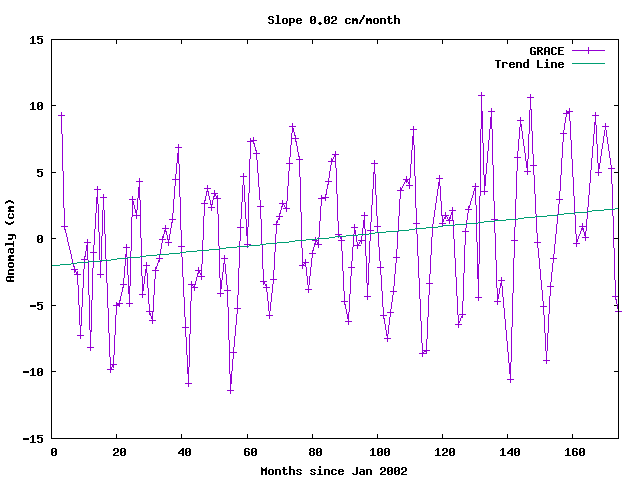 Slope 0.02 cm/month
GRACE
Trend Line
15
10
5
0
-5
-10
-15
Anomaly (cm)
0 20 40 60 80 100 120 140 160
Months since Jan 2002